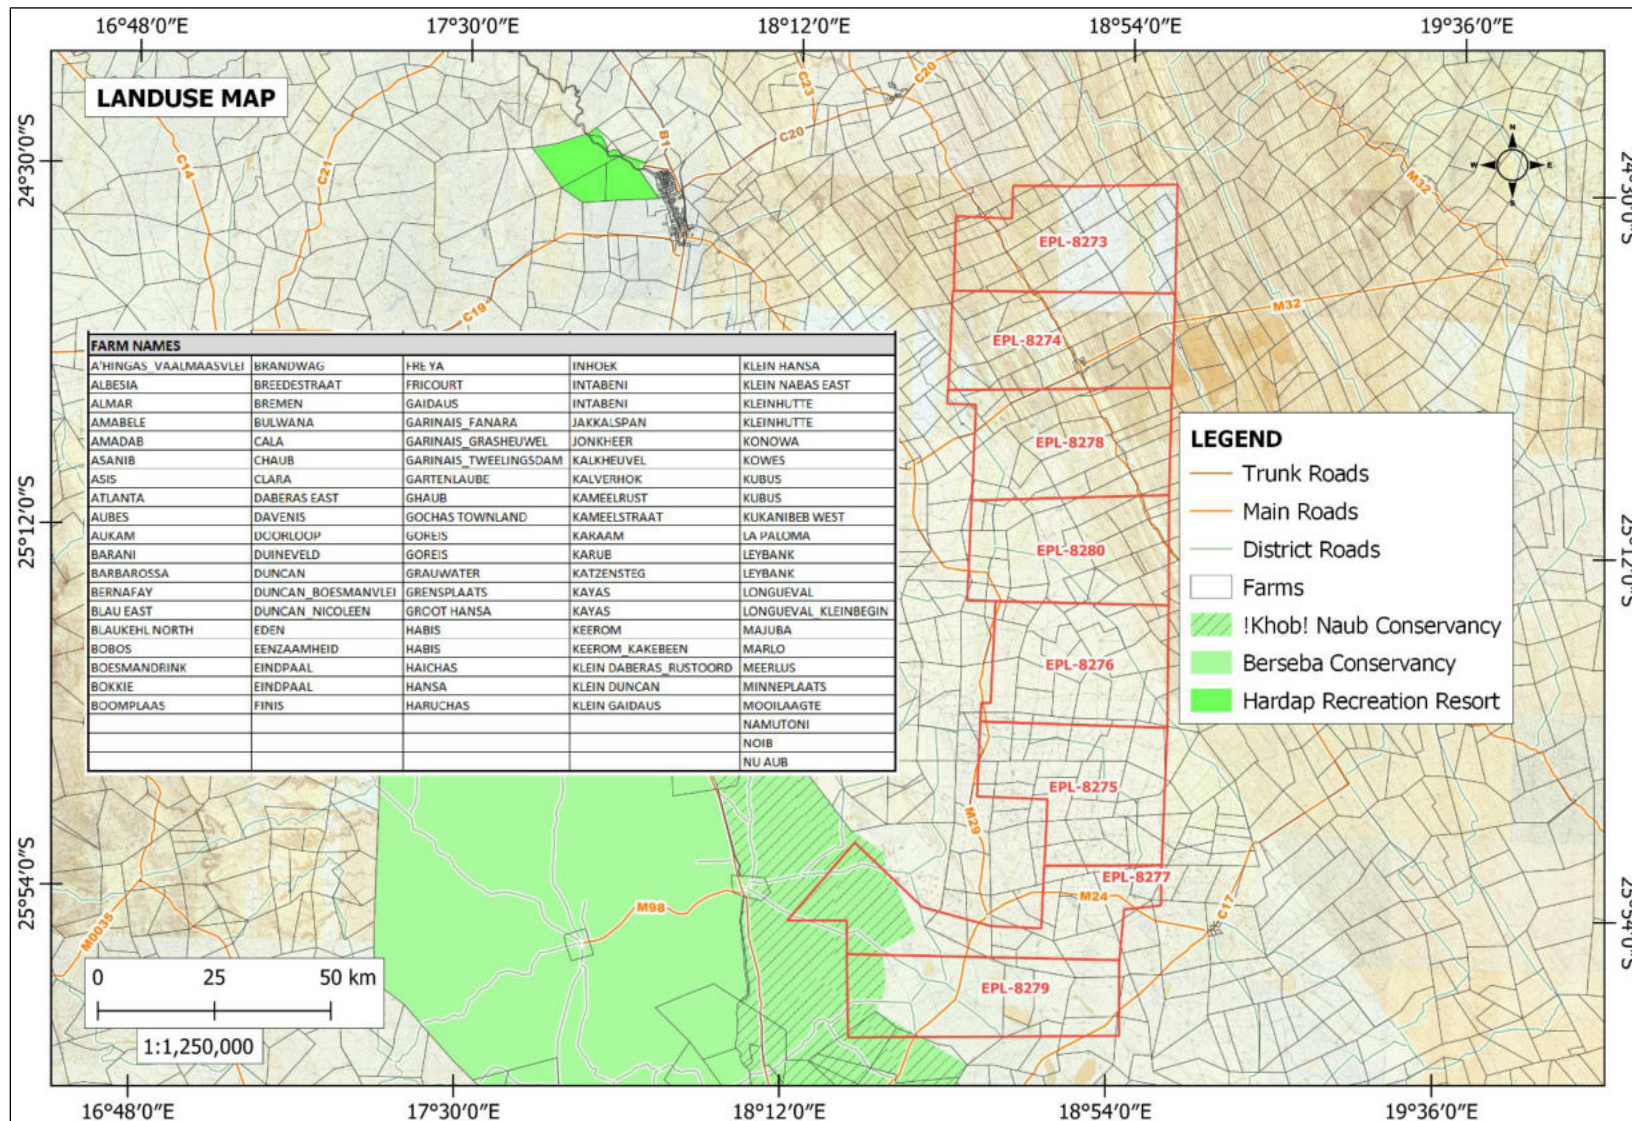 16°48'0"E 17°30'0"E 18°12'0"E 18°54'0"E 19°36'0"E
LANDUSE MAP
24°30'0"S
25°12'0"S
25°54'0"S
24°30'0"S
25°12'0"S
25°54'0"S
C14
C21
B1
C23
C20
C20
C19
M32
M32
N
W E
S
EPL-8273
EPL-8274
EPL-8278
EPL-8280
EPL-8276
EPL-8275
EPL-8277
EPL-8279
M29
M24
C17
M98
M0035
FARM NAMES
A'HINGAS_VAALMAASVLEI BRANDWAG FREYA INHOEK KLEIN HANSA
ALBESIA BREEDESTRAAT FRICOURT INTABENI KLEIN NABAS EAST
ALMAR BREMEN GAIDAUS INTABENI KLEINHUTTE
AMABELE BULWANA GARINAIS_FANARA JAKKALSPAN KLEINHUTTE
AMADAB CALA GARINAIS_GRASHEUWEL JONKHEER KONOWA
ASANIB CHAUB GARINAIS_TWEELINGSDAM KALKHEUVEL KOWES
ASIS CLARA GARTENLAUBE KALVERHOK KUBUS
ATLANTA DABERAS EAST GHAUB KAMEELRUST KUBUS
AUBES DAVENIS GOCHAS TOWNLAND KAMEELSTRAAT KUKANIBEB WEST
AUKAM DOORLOOP GOREIS KARAAM LA PALOMA
BARANI DUINEVELD GOREIS KARUB LEYBANK
BARBAROSSA DUNCAN GRAUWATER KATZENSTEG LEYBANK
BERNAFAY DUNCAN_BOESMANVLEI GRENSPLAATS KAYAS LONGUEVAL
BLAU EAST DUNCAN_NICOLEEN GROOT HANSA KAYAS LONGUEVAL_KLEINBEGIN
BLAUKEHL NORTH EDEN HABIS KEEROM MAJUBA
BOBOS EENZAAMHEID HABIS KEEROM_KAKEBEEN MARLO
BOESMANDRINK EINDPAAL HAICHAS KLEIN DABERAS_RUSTOORD MEERLUS
BOKKIE EINDPAAL HANSA KLEIN DUNCAN MINNEPLAATS
BOOMPLAAS FINIS HARUCHAS KLEIN GAIDAUS MOOILAAGTE
NAMUTONI
NOIB
NU AUB
LEGEND
Trunk Roads
Main Roads
District Roads
Farms
!Khob! Naub Conservancy
Berseba Conservancy
Hardap Recreation Resort
0 25 50 km
1:1,250,000
16°48'0"E 17°30'0"E 18°12'0"E 18°54'0"E 19°36'0"E